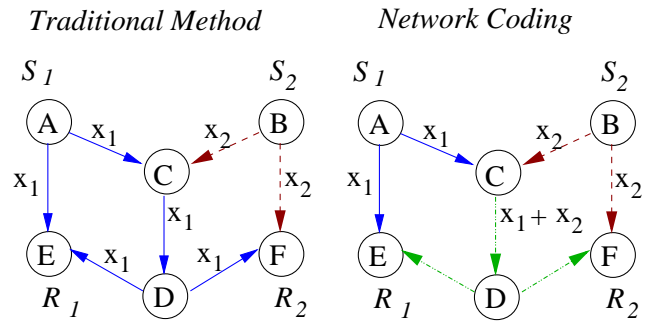 Traditional Method
Network Coding
S1
S2
S1
S2
A
B
A
B
x1
x2
x1
x2
C
C
x1
x2
x1
x2
x1
x1 + x2
E
F
E
F
x1
x1
D
D
R1
R2
R1
R2